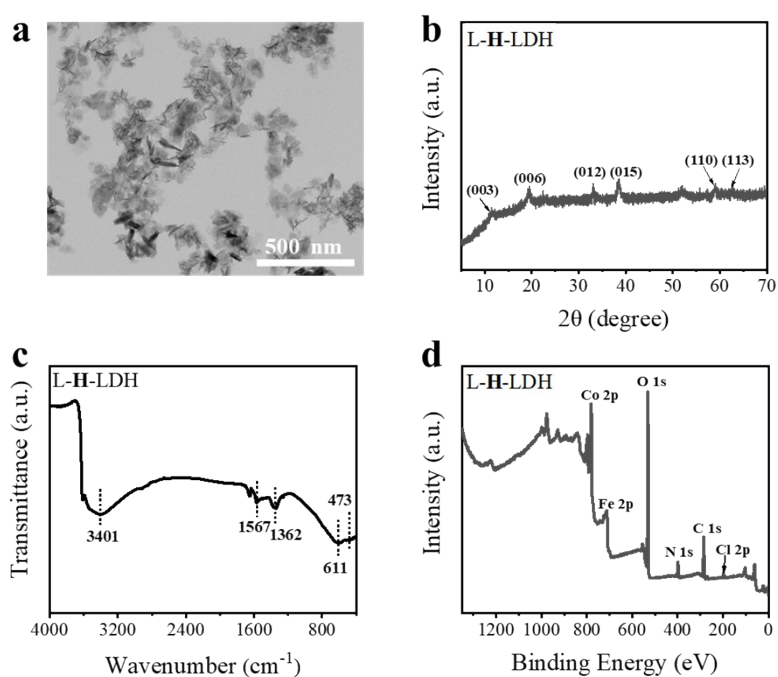 a
500 nm
b
L-H-LDH
Intensity (a.u.)
(003)
(006)
(012)
(015)
(110)
(113)
10 20 30 40 50 60 70
2θ (degree)
c
L-H-LDH
Transmittance (a.u.)
3401
1567
1362
611
473
4000 2400 1600 800
Wavenumber (cm⁻¹)
d
L-H-LDH
Intensity (a.u.)
Co 2p
Fe 2p
O 1s
N 1s
C 1s
Cl 2p
1200 1000 800 600 400 200 0
Binding Energy (eV)